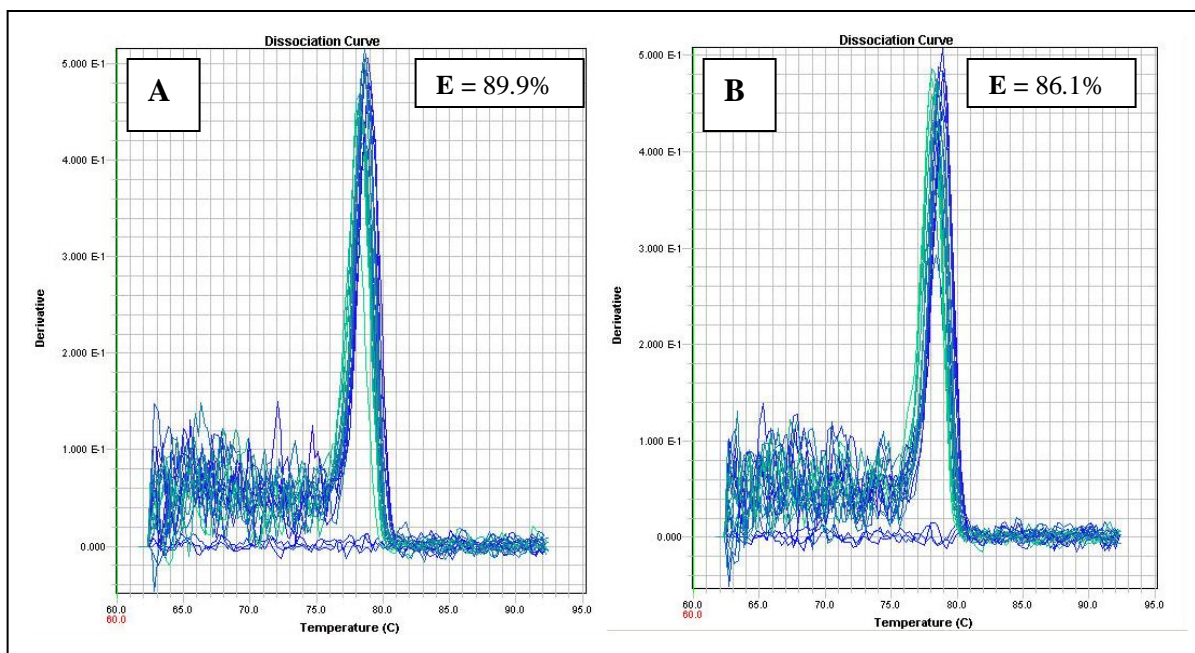 Dissociation Curve
A
E = 89.9%
5.000 E-1
4.000 E-1
3.000 E-1
2.000 E-1
1.000 E-1
0.000
Derivative
60.0 65.0 70.0 75.0 80.0 85.0 90.0 95.0
60.0
Temperature (C)
Dissociation Curve
B
E = 86.1%
5.000 E-1
4.000 E-1
3.000 E-1
2.000 E-1
1.000 E-1
0.000
Derivative
60.0 65.0 70.0 75.0 80.0 85.0 90.0 95.0
60.0
Temperature (C)